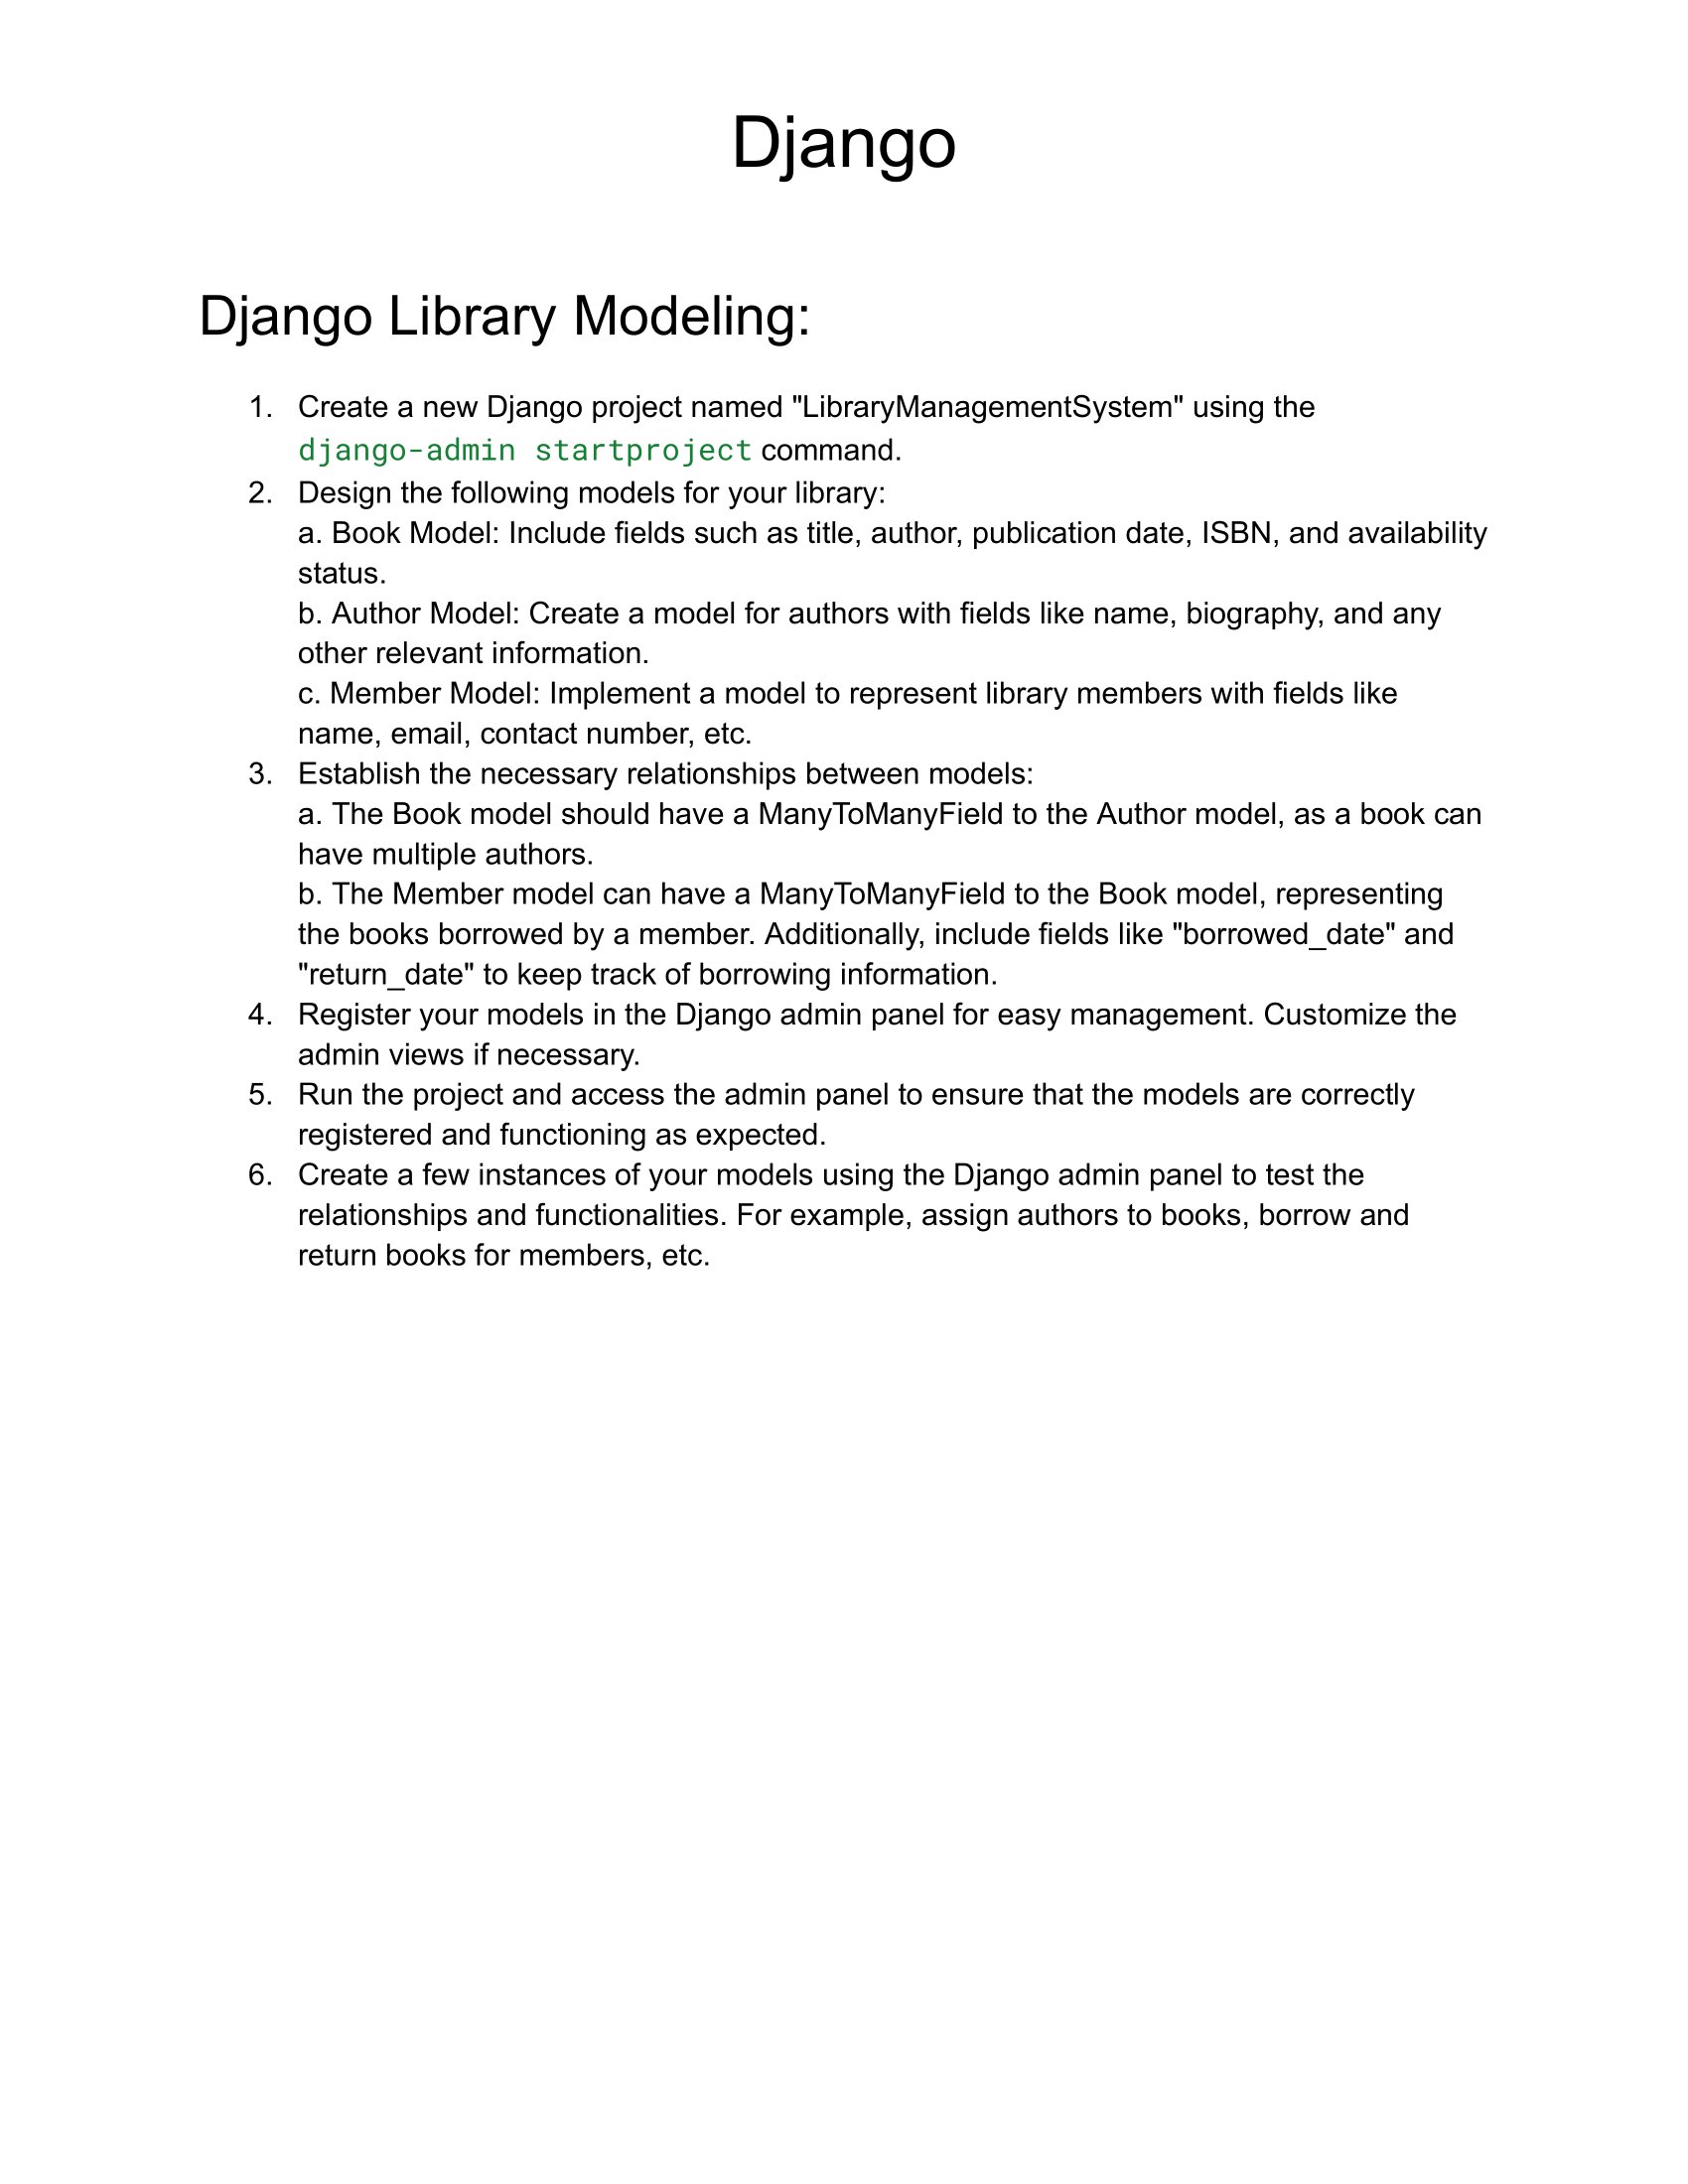 Django
Django Library Modeling:
1. Create a new Django project named "LibraryManagementSystem" using the
django-admin startproject command.
2. Design the following models for your library:
a. Book Model: Include fields such as title, author, publication date, ISBN, and availability
status.
b. Author Model: Create a model for authors with fields like name, biography, and any
other relevant information.
c. Member Model: Implement a model to represent library members with fields like
name, email, contact number, etc.
3. Establish the necessary relationships between models:
a. The Book model should have a ManyToManyField to the Author model, as a book can
have multiple authors.
b. The Member model can have a ManyToManyField to the Book model, representing
the books borrowed by a member. Additionally, include fields like "borrowed_date" and
"return_date" to keep track of borrowing information.
4. Register your models in the Django admin panel for easy management. Customize the
admin views if necessary.
5. Run the project and access the admin panel to ensure that the models are correctly
registered and functioning as expected.
6. Create a few instances of your models using the Django admin panel to test the
relationships and functionalities. For example, assign authors to books, borrow and
return books for members, etc.